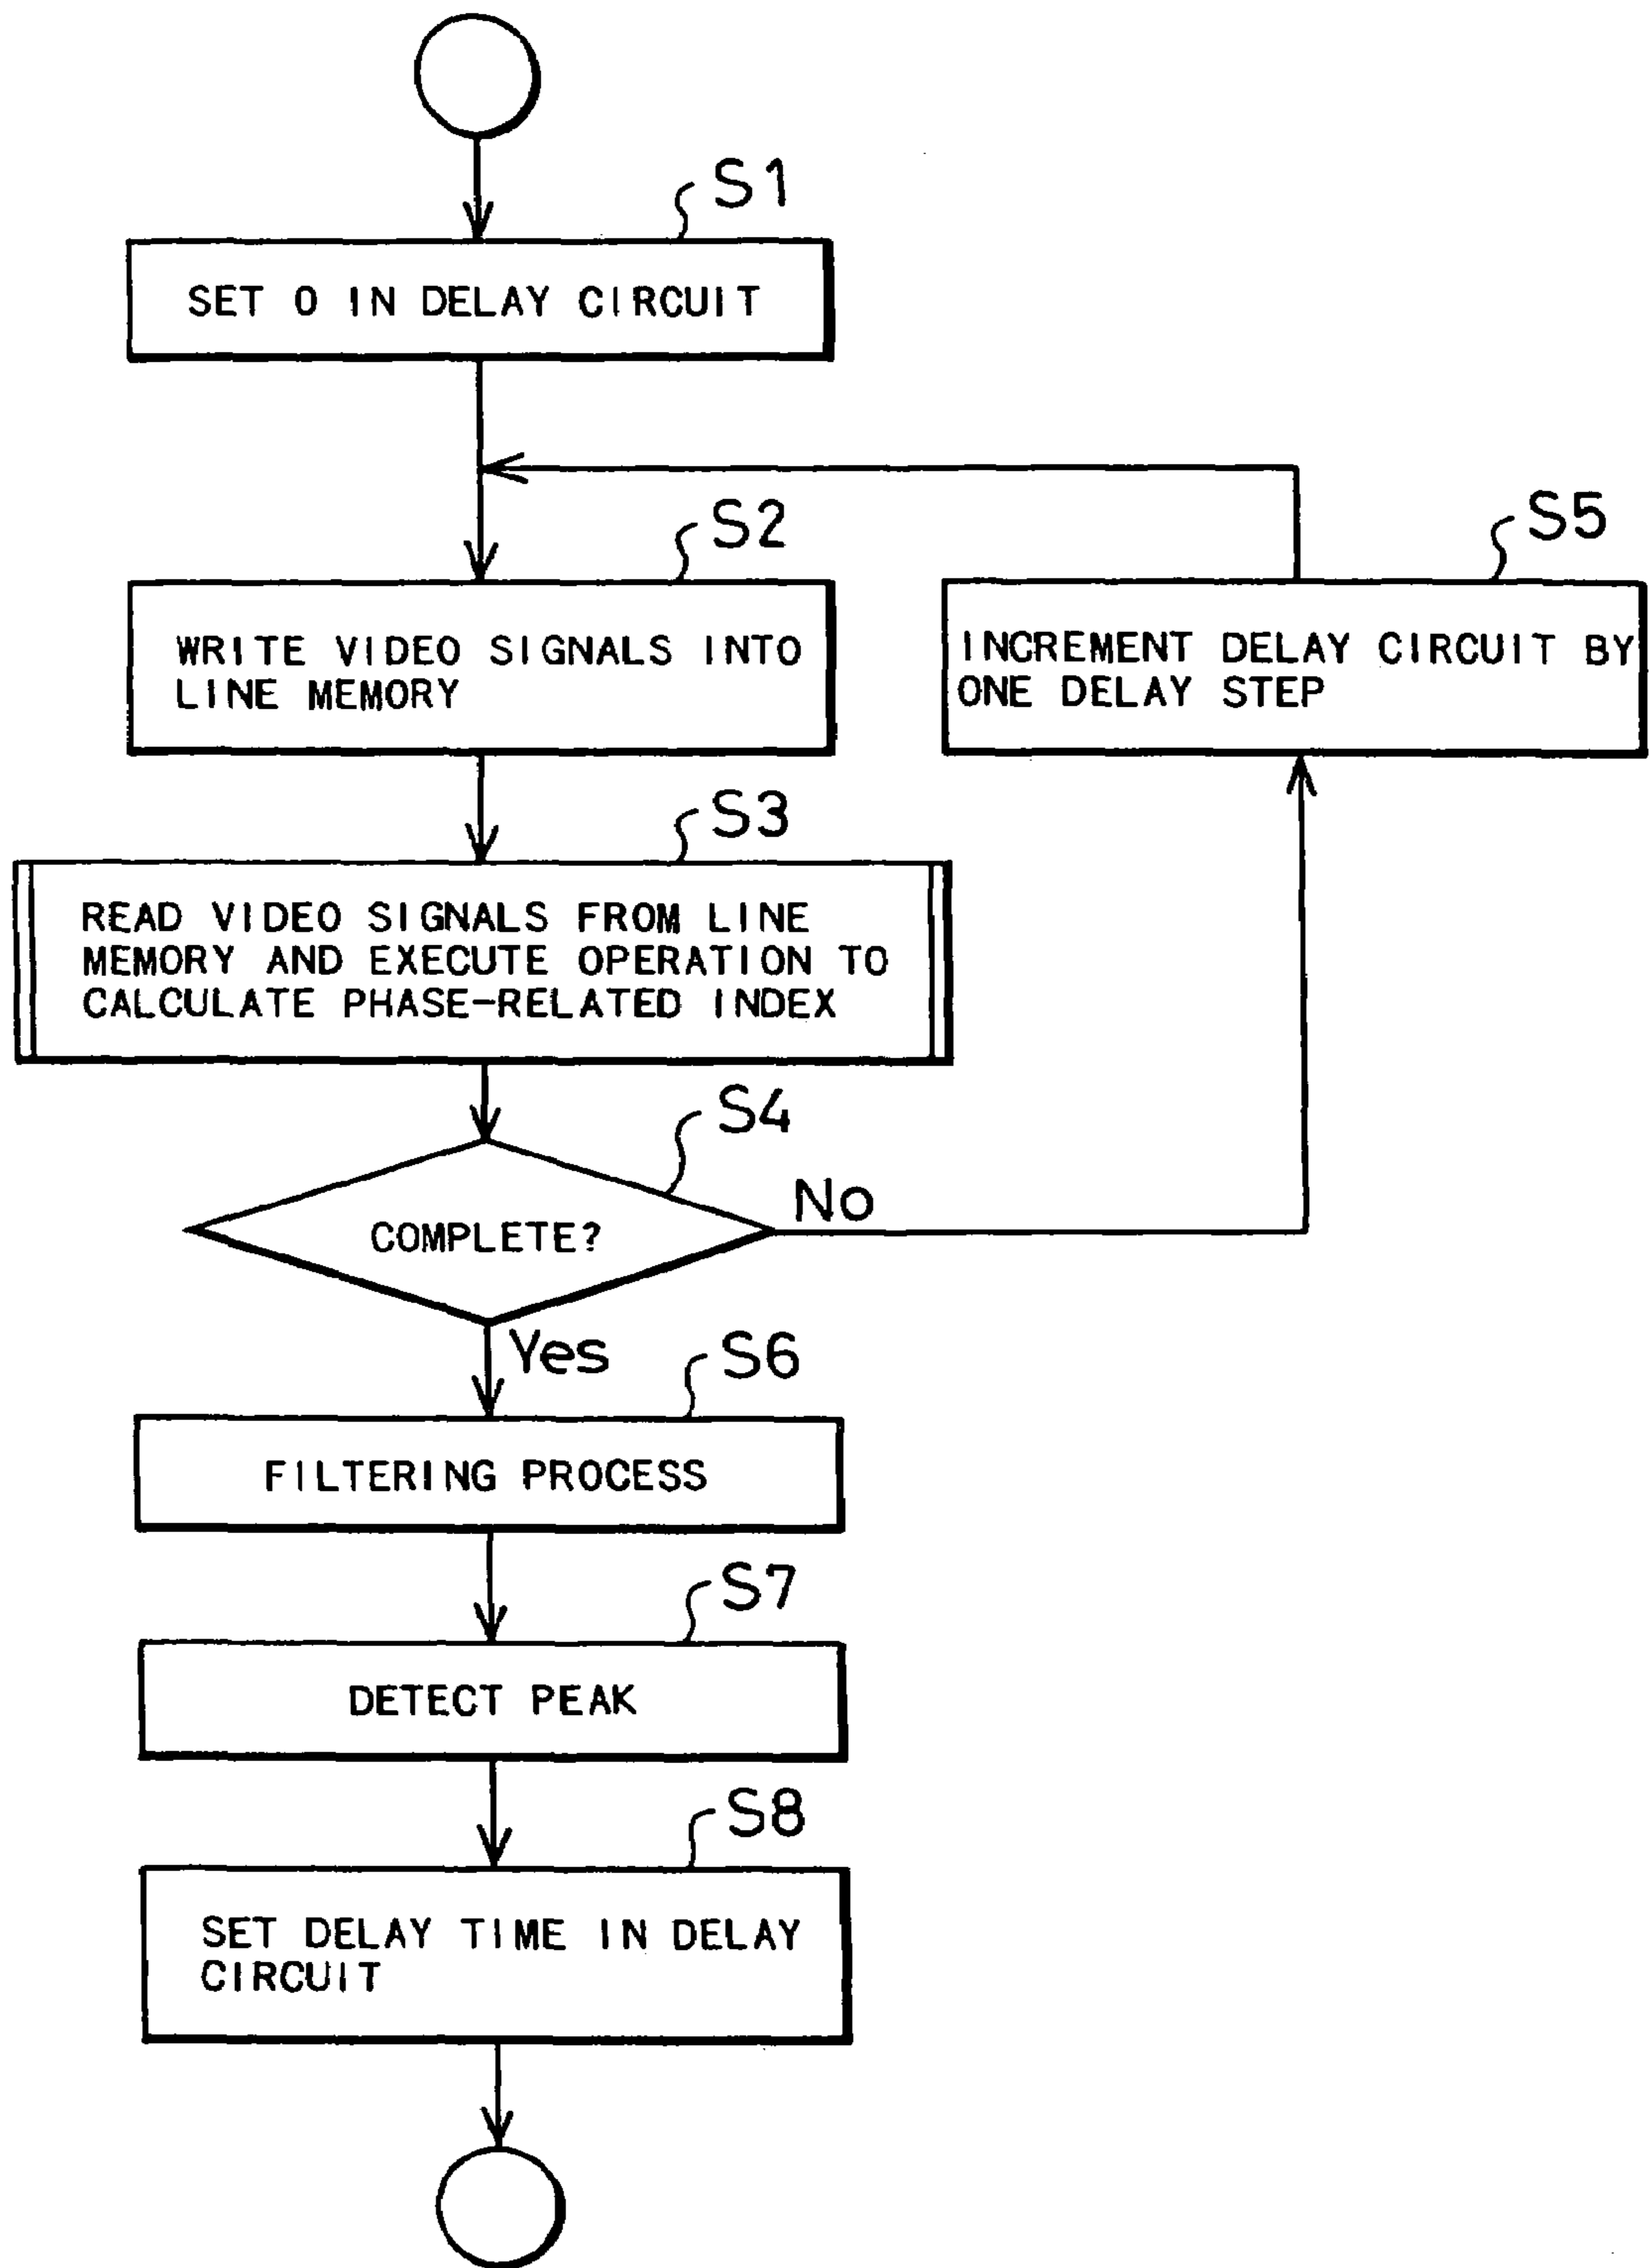 S1
SET 0 IN DELAY CIRCUIT
S2
WRITE VIDEO SIGNALS INTO
LINE MEMORY
S5
INCREMENT DELAY CIRCUIT BY
ONE DELAY STEP
S3
READ VIDEO SIGNALS FROM LINE
MEMORY AND EXECUTE OPERATION TO
CALCULATE PHASE-RELATED INDEX
S4
COMPLETE?
No
Yes
S6
FILTERING PROCESS
S7
DETECT PEAK
S8
SET DELAY TIME IN DELAY
CIRCUIT